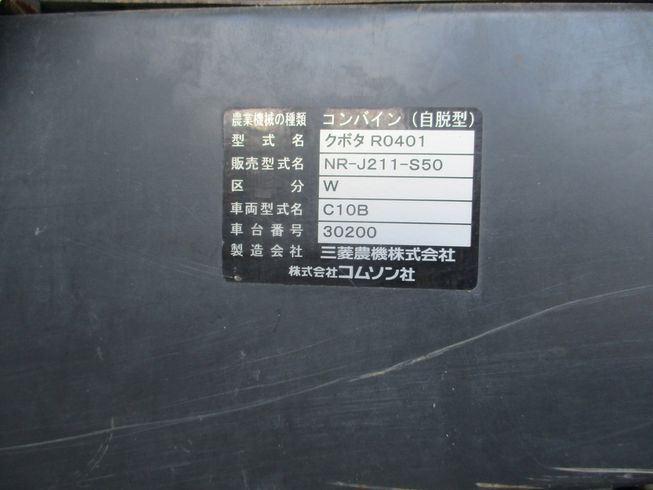 農業機械の種類 コンバイン(自脱型)
型式名 クボタ R0401
販売型式名 NR-J211-S50
区分 W
車両型式名 C10B
車台番号 30200
製造会社 三菱農機株式会社
株式会社コムソン社